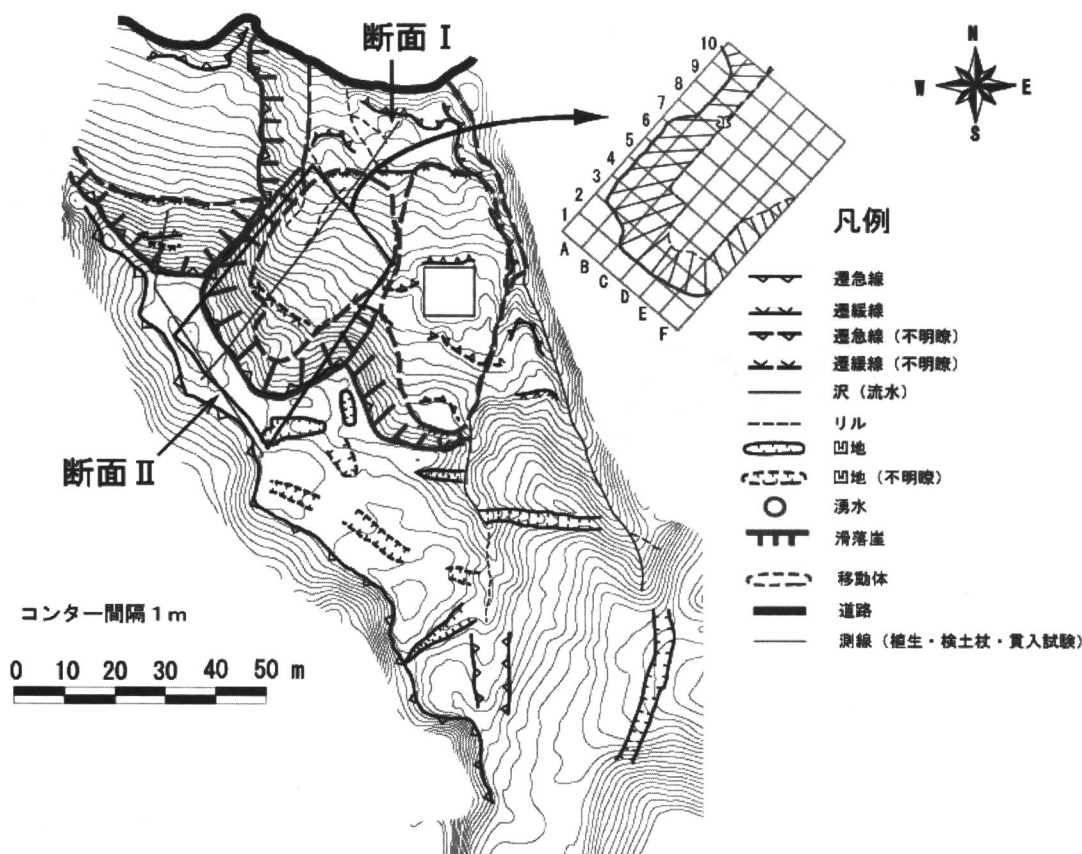 断面 I
断面 II
10
9
8
7
6
5
4
3
2
1
A
B
C
D
E
F
N
W
E
S
凡例
遷急線
遷緩線
遷急線 (不明瞭)
遷緩線 (不明瞭)
沢 (流水)
リル
凹地
凹地 (不明瞭)
湧水
滑落崖
移動体
道路
測線 (植生・検土杖・貫入試験)
コンター間隔1m
0 10 20 30 40 50 m